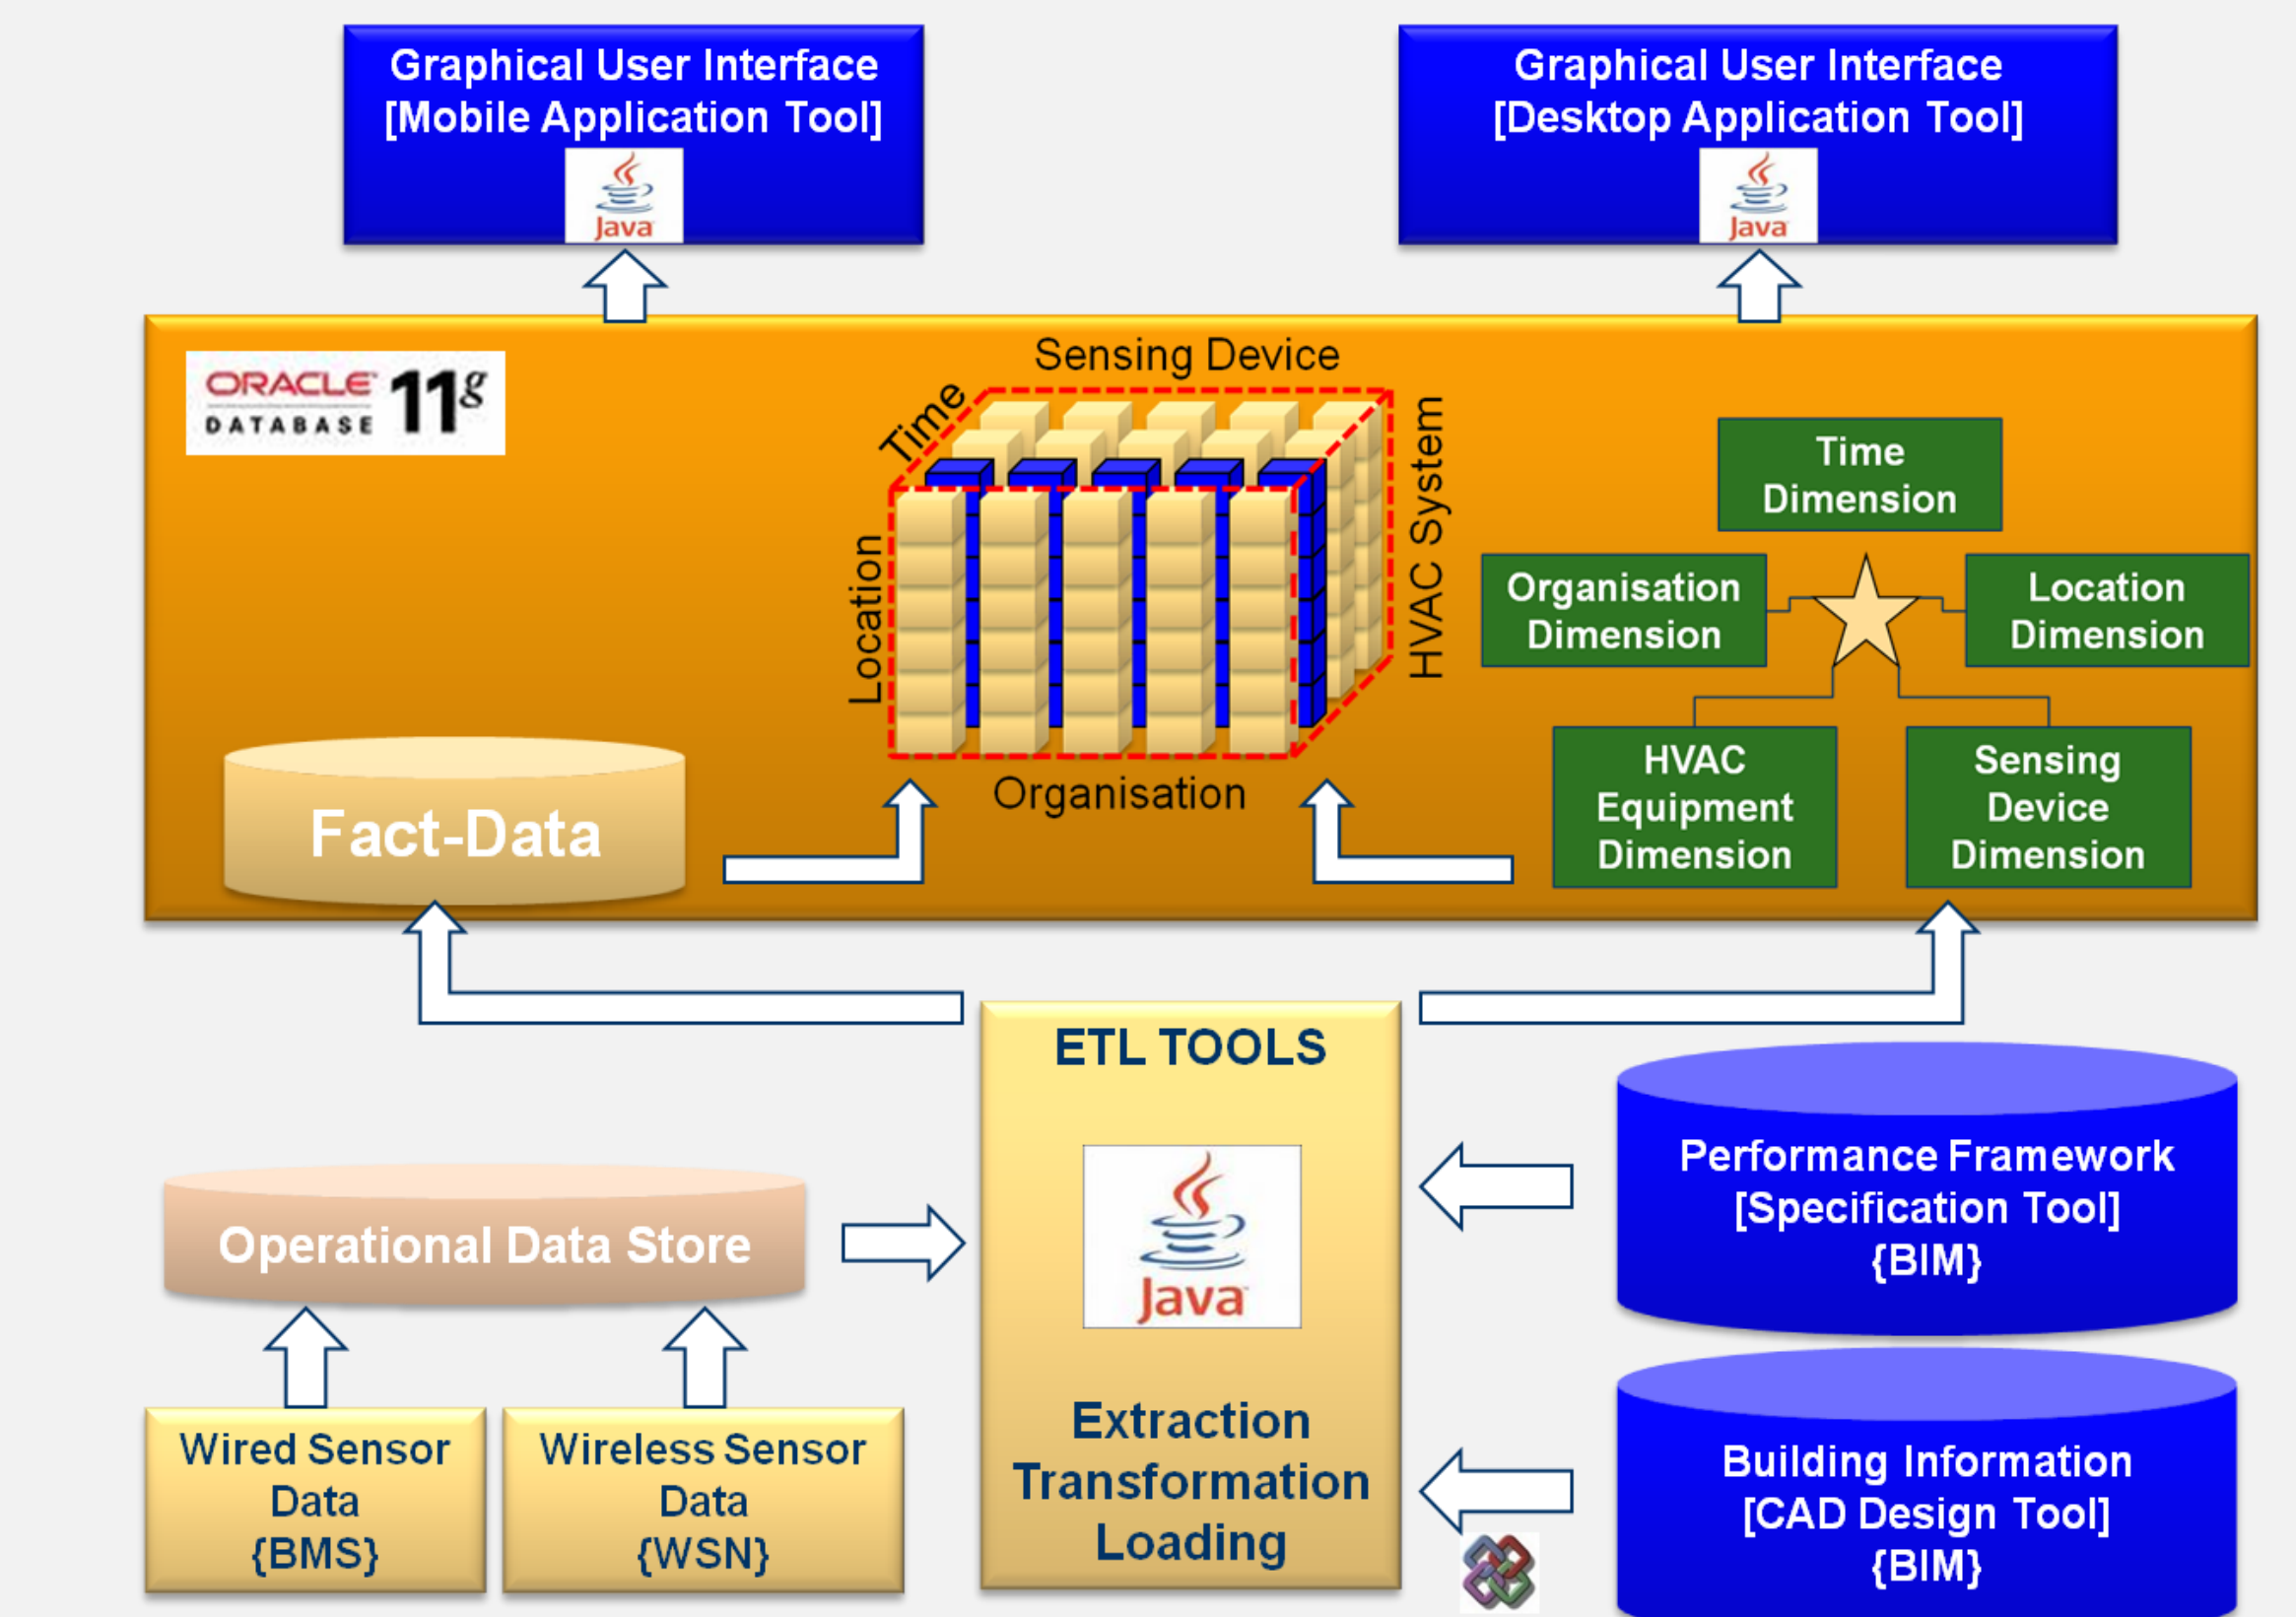 Graphical User Interface
[Mobile Application Tool]
Java
Graphical User Interface
[Desktop Application Tool]
Java
ORACLE
DATABASE
11g
Sensing Device
Time
Location
HVAC System
Organisation
Time
Dimension
Organisation
Dimension
Location
Dimension
HVAC
Equipment
Dimension
Sensing
Device
Dimension
Fact-Data
ETL TOOLS
Java
Extraction
Transformation
Loading
Operational Data Store
Wired Sensor
Data
{BMS}
Wireless Sensor
Data
{WSN}
Performance Framework
[Specification Tool]
{BIM}
Building Information
[CAD Design Tool]
{BIM}